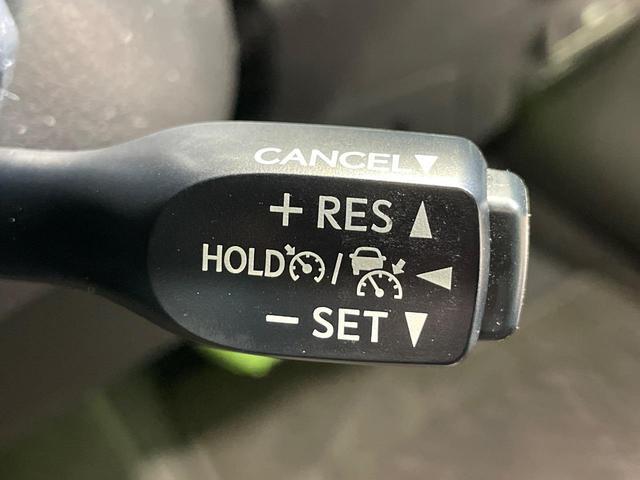 CANCEL▼
+ RES ▲
HOLD / ◀
− SET ▼